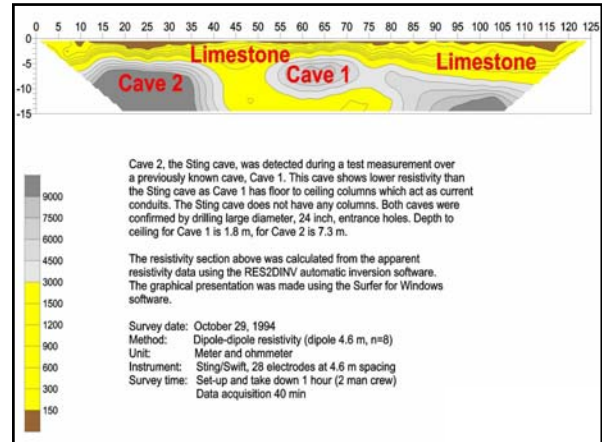 0 5 10 15 20 25 30 35 40 45 50 55 60 65 70 75 80 85 90 95 100 105 110 115 120 125
0
-5
-10
-15
Limestone
Limestone
Cave 2
Cave 1
Cave 2, the Sting cave, was detected during a test measurement over
a previously known cave, Cave 1. This cave shows lower resistivity than
the Sting cave as Cave 1 has floor to ceiling columns which act as current
conduits. The Sting cave does not have any columns. Both caves were
confirmed by drilling large diameter, 24 inch, entrance holes. Depth to
ceiling for Cave 1 is 1.8 m, for Cave 2 is 7.3 m.
The resistivity section above was calculated from the apparent
resistivity data using the RES2DINV automatic inversion software.
The graphical presentation was made using the Surfer for Windows
software.
Survey date: October 29, 1994
Method: Dipole-dipole resistivity (dipole 4.6 m, n=8)
Unit: Meter and ohmmeter
Instrument: Sting/Swift, 28 electrodes at 4.6 m spacing
Survey time: Set-up and take down 1 hour (2 man crew)
Data acquisition 40 min
9000
7500
6000
4500
3000
1500
1200
900
600
300
150